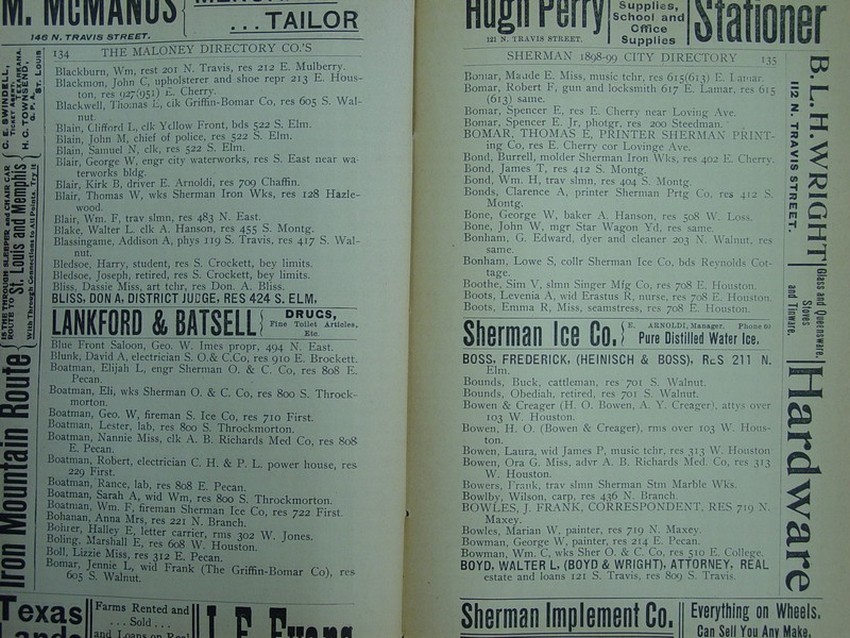 M. McMANUS
... TAILOR
146 N. TRAVIS STREET.
134 THE MALONEY DIRECTORY CO.'S
Blackburn, Wm, rest 201 N. Travis, res 212 E. Mulberry.
Blackmon, John C, upholsterer and shoe repr 213 E. Hous-
ton, res 927(951) E. Cherry.
Blackwell, Thomas E, clk Griffin-Bomar Co, res 605 S. Wal-
nut.
Blain, Clifford L, clk Yellow Front, bds 522 S. Elm.
Blain, John M, chief of police, res 522 S. Elm.
Blain, Samuel N, clk, res 522 S. Elm.
Blair, George W, engr city waterworks, res S. East near wa-
terworks bldg.
Blair, Kirk B, driver E. Arnoldi, res 709 Chaffin.
Blair, Thomas W, wks Sherman Iron Wks, res 128 Hazle-
wood.
Blair, Wm. F, trav slmn, res 483 N. East.
Blake, Walter L. clk A. Hanson, res 455 S. Montg.
Blassingame, Addison A, phys 119 S. Travis, res 417 S. Wal-
nut.
Bledsoe, Harry, student, res S. Crockett, bey limits.
Bledsoe, Joseph, retired, res S. Crockett, bey limits.
Bliss, Dassie Miss, art tchr, res Don. A. Bliss.
BLISS, DON A, DISTRICT JUDGE, RES 424 S. ELM,
LANKFORD & BATSELL
DRUGS,
Fine Toilet Articles,
Etc.
Blue Front Saloon, Geo. W. Imes propr, 494 N. East.
Blunk, David A, electrician S. O.& C.Co, res 910 E. Brockett.
Boatman, Elijah L, engr Sherman O. & C. Co, res 808 E.
Pecan.
Boatman, Eli, wks Sherman O. & C. Co, res 800 S. Throck-
morton.
Boatman, Geo. W, fireman S. Ice Co, res 710 First.
Boatman, Lester, lab, res 800 S. Throckmorton.
Boatman, Nannie Miss, clk A. B. Richards Med Co, res 808
E. Pecan.
Boatman, Robert, electrician C. H. & P. L. power house, res
229 First.
Boatman, Rance, lab, res 808 E. Pecan.
Boatman, Sarah A, wid Wm, res 800 S. Throckmorton.
Boatman, Wm. F, fireman Sherman Ice Co, res 722 First.
Bohanan, Anna Mrs, res 221 N. Branch.
Bohrer, Halley E, letter carrier, rms 302 W. Jones.
Boling, Marshall E, res 608 W. Houston.
Boll, Lizzie Miss, res 312 E. Pecan.
Bomar, Jennie L, wid Frank (The Griffin-Bomar Co), res
605 S. Walnut.
Texas
Farms Rented and
... Sold ...
C. E. SWINDELL,
H. C. TOWNSEND,
St. Louis and Memphis
Iron Mountain Route
Hugh Perry
121 N. TRAVIS STREET.
Supplies,
School and
Office
Supplies
Stationer
SHERMAN 1898-99 CITY DIRECTORY 135
Bomar, Maude E. Miss, music tchr, res 615(613) E. Lamar.
Bomar, Robert F, gun and locksmith 617 E. Lamar, res 615
(613) same.
Bomar, Spencer E, res E. Cherry near Loving Ave.
Bomar, Spencer E. Jr, photgr, res 200 Steedman.
BOMAR, THOMAS E, PRINTER SHERMAN PRINT-
ing Co, res E. Cherry cor Lovinge Ave.
Bond, Burrell, molder Sherman Iron Wks, res 402 E. Cherry.
Bond, James T, res 412 S. Montg.
Bond, Wm. H, trav slmn, res 404 S. Montg.
Bonds, Clarence A, printer Sherman Prtg Co, res 412 S.
Montg.
Bone, George W, baker A. Hanson, res 508 W. Loss.
Bone, John W, mgr Star Wagon Yd, res same.
Bonham, G. Edward, dyer and cleaner 203 N. Walnut, res
same.
Bonham, Lowe S, collr Sherman Ice Co, bds Reynolds Cot-
tage.
Boothe, Sim V, slmn Singer Mfg Co, res 708 E. Houston.
Boots, Levenia A, wid Erastus R, nurse, res 708 E. Houston.
Boots, Emma R, Miss, seamstress, res 708 E. Houston.
Sherman Ice Co.
E. ARNOLDI, Manager. Phone 60
Pure Distilled Water Ice.
BOSS, FREDERICK, (HEINISCH & BOSS), RES 211 N.
Elm.
Bounds, Buck, cattleman, res 701 S. Walnut.
Bounds, Obediah, retired, res 701 S. Walnut.
Bowen & Creager (H. O. Bowen, A. Y. Creager), attys over
103 W. Houston.
Bowen, H. O. (Bowen & Creager), rms over 103 W. Hous-
ton.
Bowen, Laura, wid James P, music tchr, res 313 W. Houston
Bowen, Ora G. Miss, advr A. B. Richards Med. Co, res 313
W. Houston.
Bowers, Frank, trav slmn Sherman Stm Marble Wks.
Bowlby, Wilson, carp, res 436 N. Branch.
BOWLES, J. FRANK, CORRESPONDENT, RES 719 N.
Maxey.
Bowles, Marian W, painter, res 719 N. Maxey.
Bowman, George W, painter, res 214 E. Pecan.
Bowman, Wm. C, wks Sher O. & C. Co, res 510 E. College.
BOYD, WALTER L, (BOYD & WRIGHT), ATTORNEY, REAL
estate and loans 121 S. Travis, res 809 S. Travis.
Sherman Implement Co.
Everything on Wheels.
Can Sell You Any Make.
B. L. H. WRIGHT
112 N. TRAVIS STREET.
Glass and Queensware,
Stoves
and Tinware.
Hardware